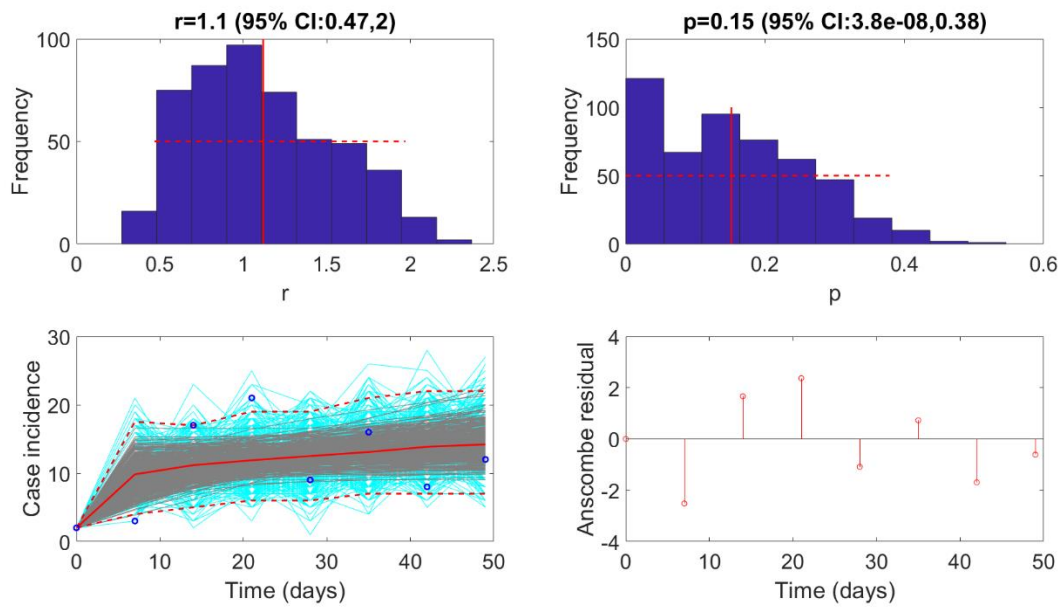 r=1.1 (95% CI:0.47,2)
100
50
0
Frequency
0 0.5 1 1.5 2 2.5
r
p=0.15 (95% CI:3.8e-08,0.38)
150
100
50
0
Frequency
0 0.2 0.4 0.6
p
30
20
10
0
Case incidence
0 10 20 30 40 50
Time (days)
4
2
0
-2
-4
Anscombe residual
0 10 20 30 40 50
Time (days)